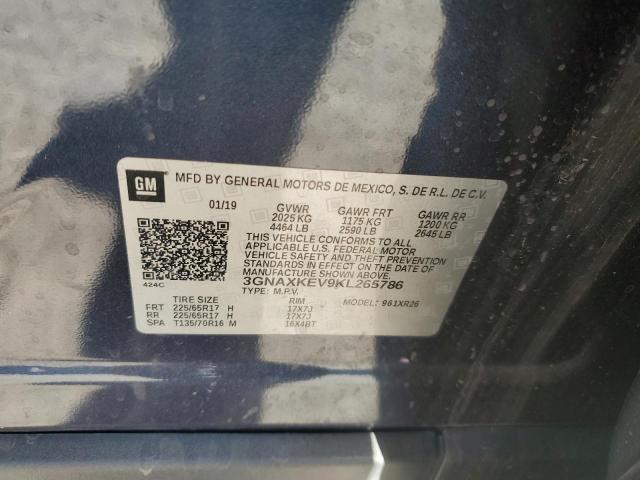 GM MFD BY GENERAL MOTORS DE MEXICO, S. DE R.L. DE C.V.
01/19 GVWR GAWR FRT GAWR RR
2025 KG 1175 KG 1200 KG
4464 LB 2590 LB 2645 LB
THIS VEHICLE CONFORMS TO ALL
APPLICABLE U.S. FEDERAL MOTOR
VEHICLE SAFETY AND THEFT PREVENTION
STANDARDS IN EFFECT ON THE DATE OF
MANUFACTURE SHOWN ABOVE.
3GNAXKEV9KL265786
424C TYPE: M.P.V.
TIRE SIZE RIM MODEL: 961XR26
FRT 225/65R17 H 17X7J
RR 225/65R17 H 17X7J
SPA T135/70R16 M 16X4BT